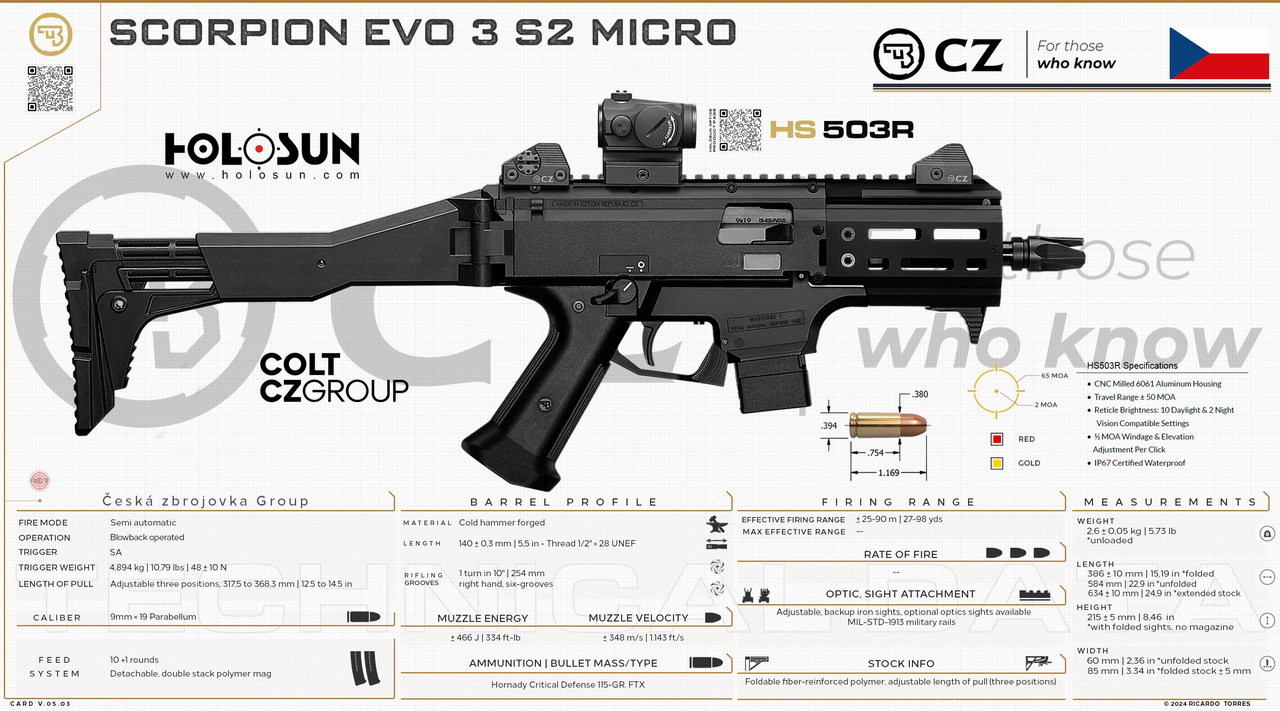 SCORPION EVO 3 S2 MICRO
CZ
For those
who know
HOLOSUN
www.holosun.com
HS 503R
CZ
CZ
MADE IN CZECH REPUBLIC, CZ
9x19
those
who know
COLT
CZGROUP
.380
.394
.754
1.169
65 MOA
2 MOA
RED
GOLD
HS503R Specifications
• CNC Milled 6061 Aluminum Housing
• Travel Range ± 50 MOA
• Reticle Brightness: 10 Daylight & 2 Night
Vision Compatible Settings
• ½ MOA Windage & Elevation
Adjustment Per Click
• IP67 Certified Waterproof
TECHNICAL DATA
Česká zbrojovka Group
FIRE MODE Semi automatic
OPERATION Blowback operated
TRIGGER SA
TRIGGER WEIGHT 4,894 kg | 10,79 lbs | 48 ± 10 N
LENGTH OF PULL Adjustable three positions, 317,5 to 368,3 mm | 12.5 to 14.5 in
CALIBER 9mm × 19 Parabellum
FEED SYSTEM
10 +1 rounds
Detachable, double stack polymer mag
BARREL PROFILE
MATERIAL Cold hammer forged
LENGTH 140 ± 0,3 mm | 5,5 in - Thread 1/2" × 28 UNEF
RIFLING GROOVES
1 turn in 10" | 254 mm
right hand, six-grooves
MUZZLE ENERGY MUZZLE VELOCITY
± 466 J | 334 ft-lb ± 348 m/s | 1.143 ft/s
AMMUNITION | BULLET MASS/TYPE
Hornady Critical Defense 115-GR. FTX
FIRING RANGE
EFFECTIVE FIRING RANGE ± 25-90 m | 27-98 yds
MAX EFFECTIVE RANGE --
RATE OF FIRE
--
OPTIC, SIGHT ATTACHMENT
Adjustable, backup iron sights, optional optics sights available
MIL-STD-1913 military rails
STOCK INFO
Foldable fiber-reinforced polymer, adjustable length of pull (three positions)
MEASUREMENTS
WEIGHT
2,6 ± 0,05 kg | 5,73 lb
*unloaded
LENGTH
386 ± 10 mm | 15,19 in *folded
584 mm | 22,9 in *unfolded
634 ± 10 mm | 24,9 in *extended stock
HEIGHT
215 ± 5 mm | 8,46 in
*with folded sights, no magazine
WIDTH
60 mm | 2,36 in *unfolded stock
85 mm | 3.34 in *folded stock ± 5 mm
CARD V.05.03
© 2024 RICARDO TORRES